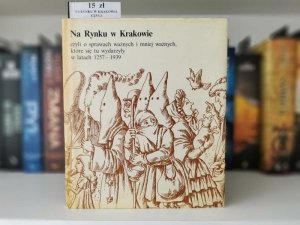 15 zł
Na Rynku w Krakowie
czyli o sprawach ważnych i mniej ważnych,
które się tu wydarzyły
w latach 1257–1939